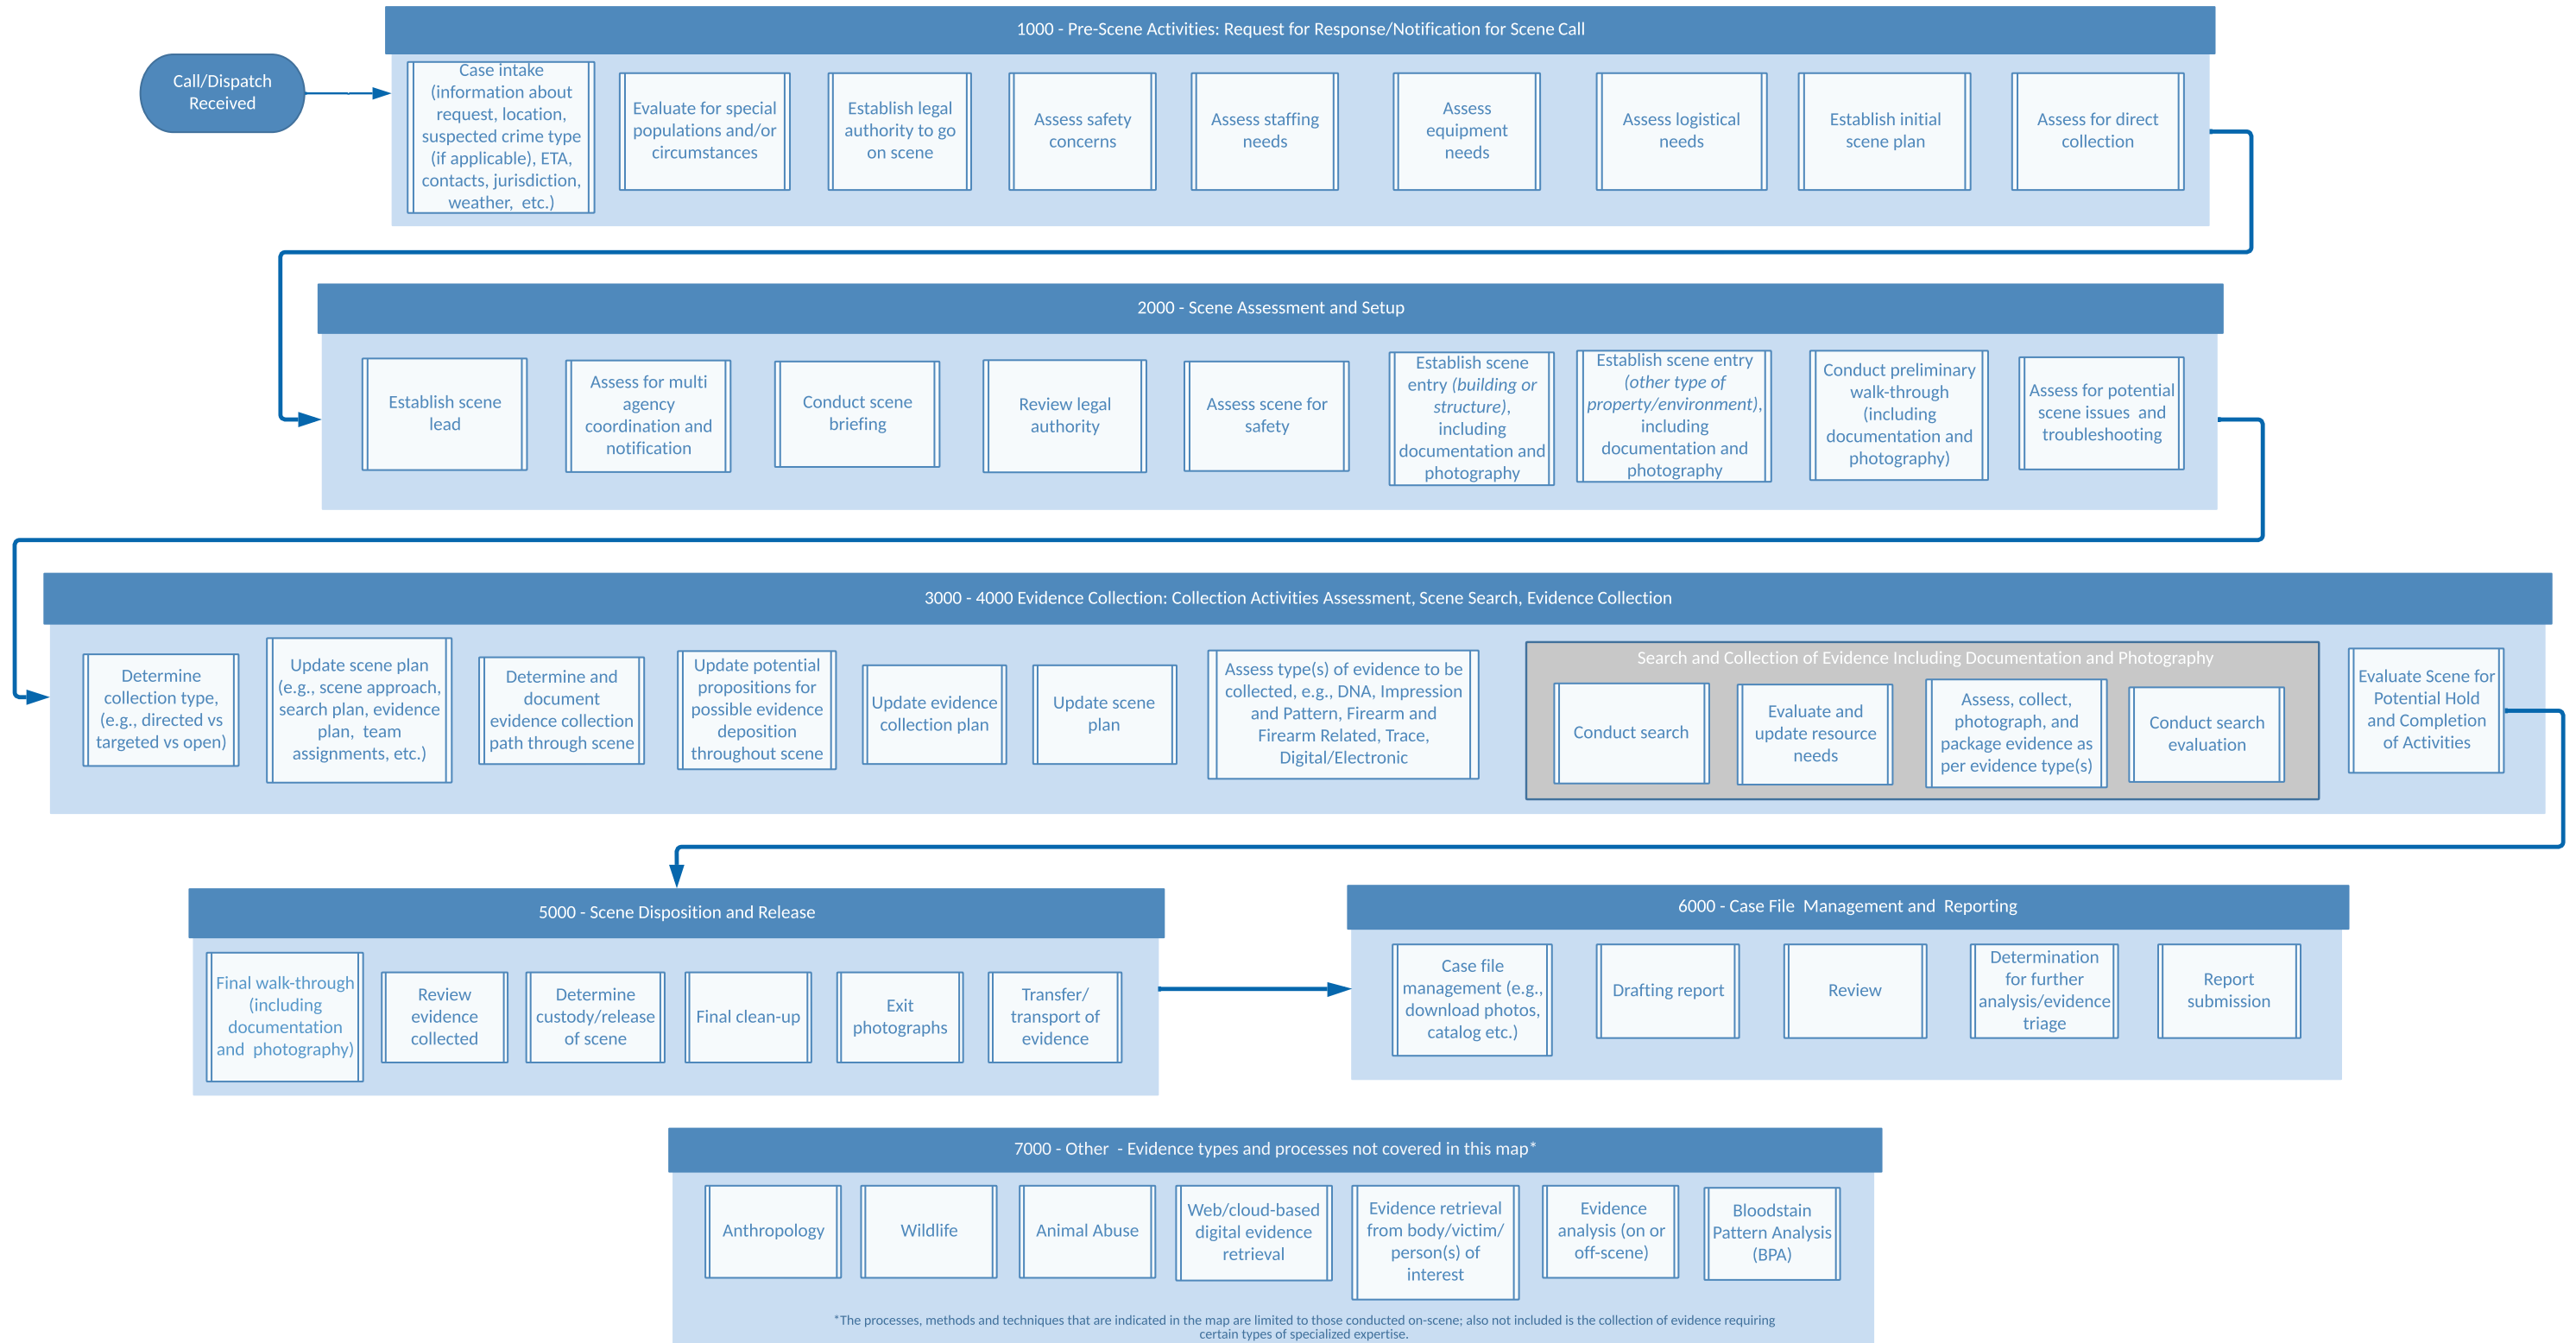 1000 - Pre-Scene Activities: Request for Response/Notification for Scene Call
Call/Dispatch
Received
Case intake
(information about
request, location,
suspected crime type
(if applicable), ETA,
contacts, jurisdiction,
weather, etc.)
Evaluate for special
populations and/or
circumstances
Establish legal
authority to go
on scene
Assess safety
concerns
Assess staffing
needs
Assess
equipment
needs
Assess logistical
needs
Establish initial
scene plan
Assess for direct
collection
2000 - Scene Assessment and Setup
Establish scene
lead
Assess for multi
agency
coordination and
notification
Conduct scene
briefing
Review legal
authority
Assess scene for
safety
Establish scene
entry (building or
structure),
including
documentation and
photography
Establish scene entry
(other type of
property/environment),
including
documentation and
photography
Conduct preliminary
walk-through
(including
documentation and
photography)
Assess for potential
scene issues and
troubleshooting
3000 - 4000 Evidence Collection: Collection Activities Assessment, Scene Search, Evidence Collection
Determine
collection type,
(e.g., directed vs
targeted vs open)
Update scene plan
(e.g., scene approach,
search plan, evidence
plan, team
assignments, etc.)
Determine and
document
evidence collection
path through scene
Update potential
propositions for
possible evidence
deposition
throughout scene
Update evidence
collection plan
Update scene
plan
Assess type(s) of evidence to be
collected, e.g., DNA, Impression
and Pattern, Firearm and
Firearm Related, Trace,
Digital/Electronic
Search and Collection of Evidence Including Documentation and Photography
Conduct search
Evaluate and
update resource
needs
Assess, collect,
photograph, and
package evidence as
per evidence type(s)
Conduct search
evaluation
Evaluate Scene for
Potential Hold
and Completion
of Activities
5000 - Scene Disposition and Release
Final walk-through
(including
documentation
and photography)
Review
evidence
collected
Determine
custody/release
of scene
Final clean-up
Exit
photographs
Transfer/
transport of
evidence
6000 - Case File Management and Reporting
Case file
management (e.g.,
download photos,
catalog etc.)
Drafting report
Review
Determination
for further
analysis/evidence
triage
Report
submission
7000 - Other - Evidence types and processes not covered in this map*
Anthropology
Wildlife
Animal Abuse
Web/cloud-based
digital evidence
retrieval
Evidence retrieval
from body/victim/
person(s) of
interest
Evidence
analysis (on or
off-scene)
Bloodstain
Pattern Analysis
(BPA)
*The processes, methods and techniques that are indicated in the map are limited to those conducted on-scene; also not included is the collection of evidence requiring
certain types of specialized expertise.